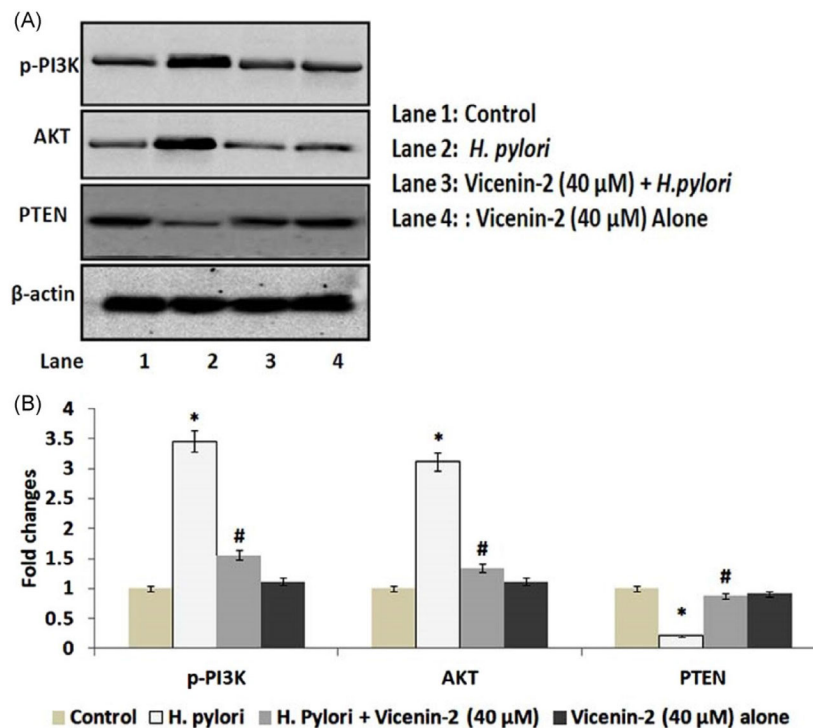 (A)
p-PI3K
AKT
PTEN
β-actin
Lane 1 2 3 4
Lane 1: Control
Lane 2: H. pylori
Lane 3: Vicenin-2 (40 µM) + H.pylori
Lane 4: : Vicenin-2 (40 µM) Alone
(B)
Fold changes
4
3.5
3
2.5
2
1.5
1
0.5
0
* #
* #
* #
p-PI3K AKT PTEN
Control H. pylori H. Pylori + Vicenin-2 (40 µM) Vicenin-2 (40 µM) alone